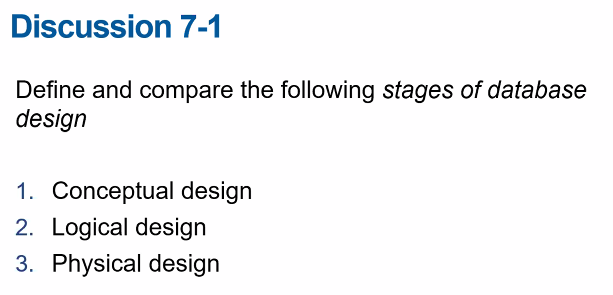 Discussion 7-1
Define and compare the following stages of database
design
1. Conceptual design
2. Logical design
3. Physical design